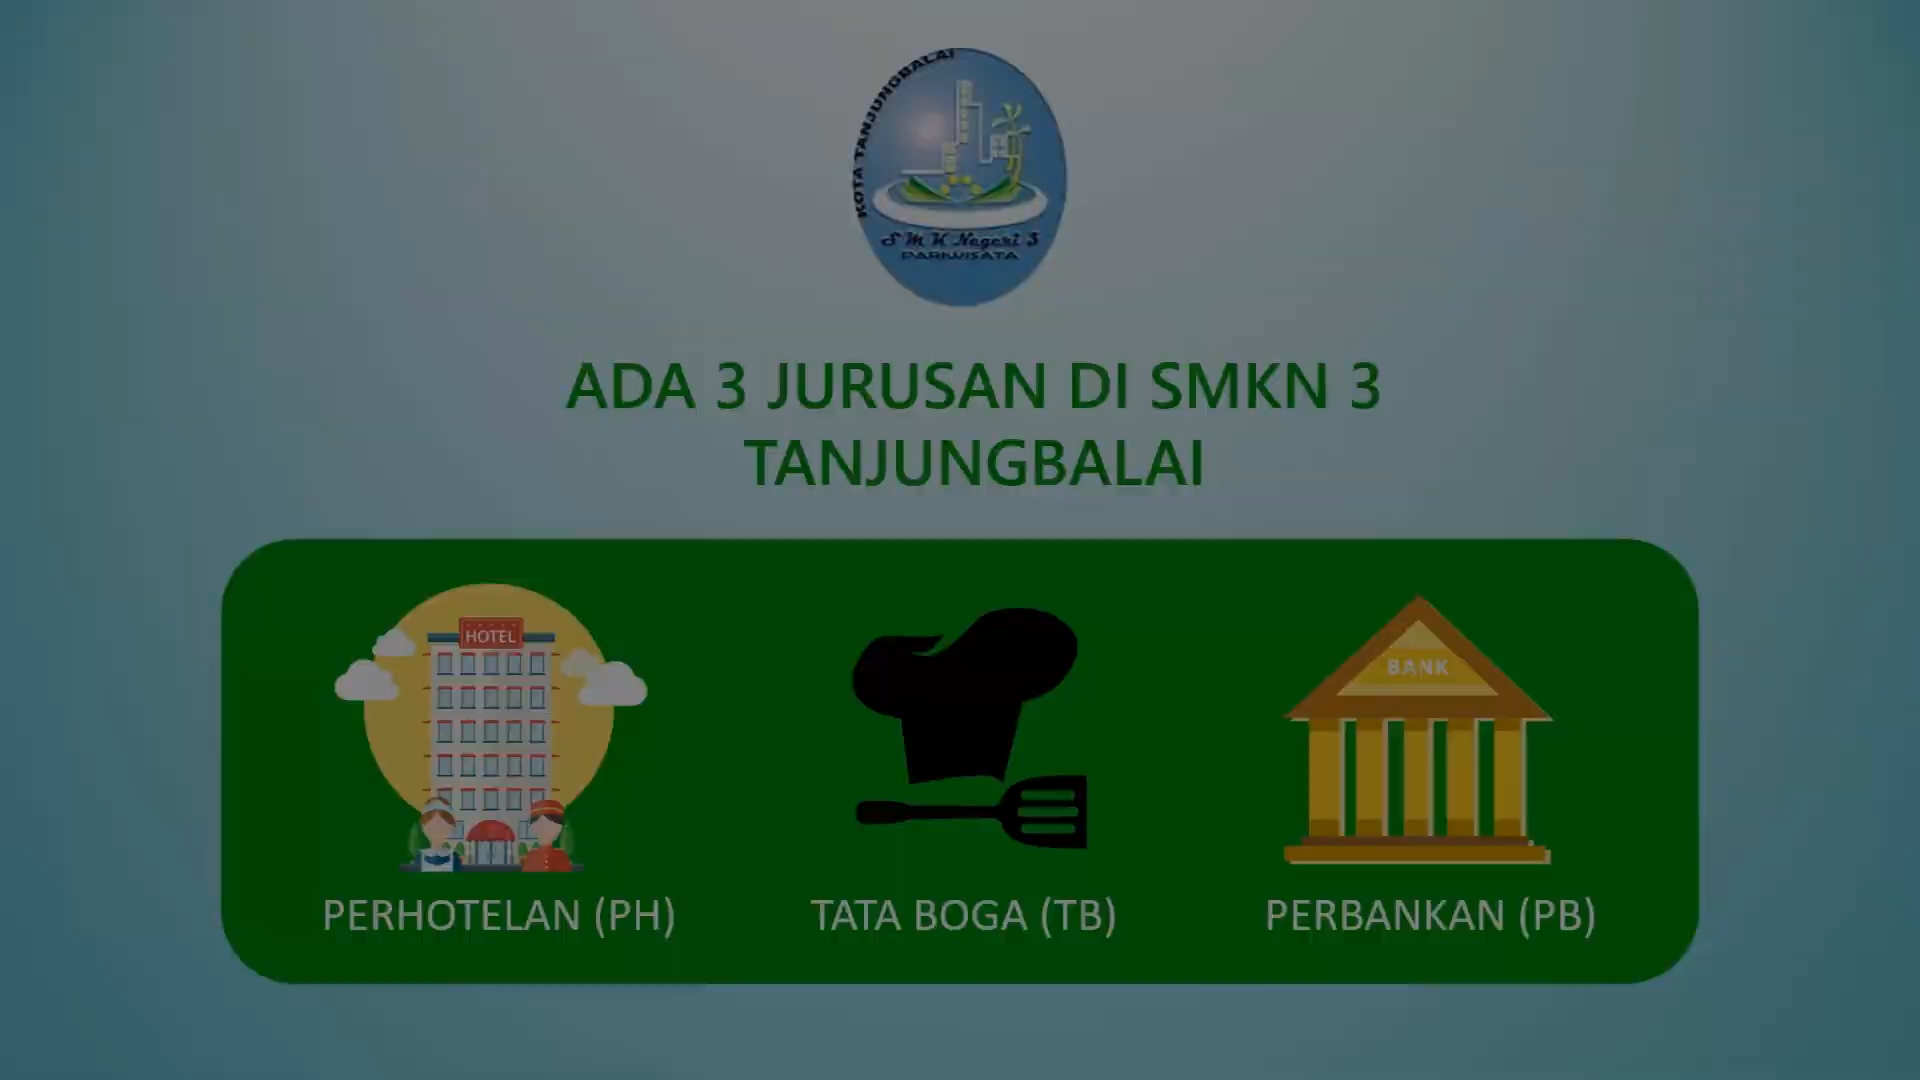 KOTA TANJUNGBALAI
SMK Negeri 3
PARIWISATA
ADA 3 JURUSAN DI SMKN 3
TANJUNGBALAI
HOTEL
BANK
PERHOTELAN (PH)
TATA BOGA (TB)
PERBANKAN (PB)